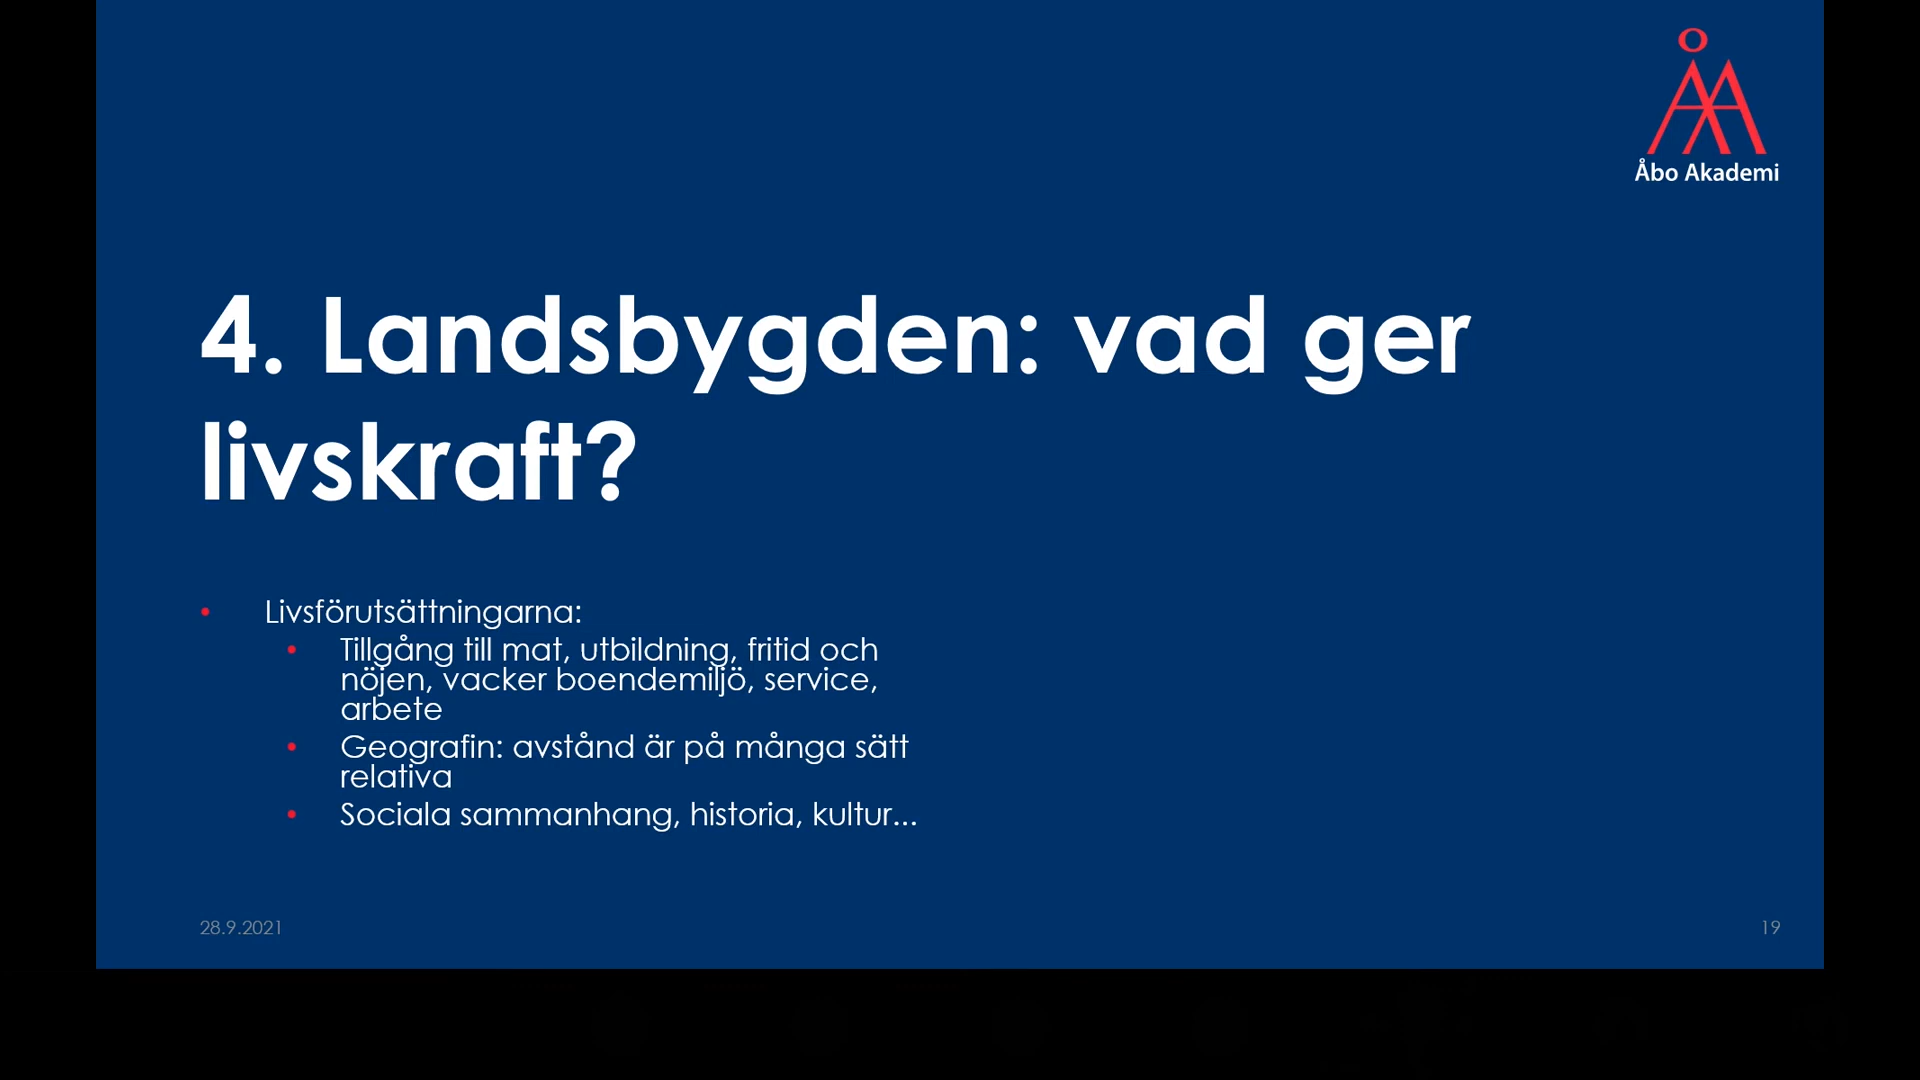 Åbo Akademi
4. Landsbygden: vad ger
livskraft?
• Livsförutsättningarna:
• Tillgång till mat, utbildning, fritid och
nöjen, vacker boendemiljö, service,
arbete
• Geografin: avstånd är på många sätt
relativa
• Sociala sammanhang, historia, kultur...
28.9.2021
19